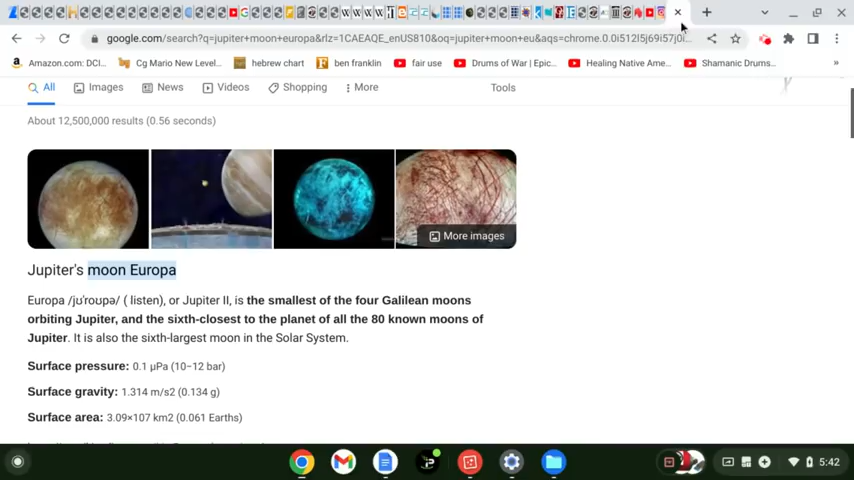 google.com/search?q=jupiter+moon+europa&rlz=1CAEAQE_enUS810&oq=jupiter+moon+eu&aqs=chrome.0.0i512l5j69i57j0i...
Amazon.com: DCI... Cg Mario New Level... hebrew chart ben franklin fair use Drums of War | Epic... Healing Native Ame... Shamanic Drums... »
All Images News Videos Shopping More Tools
About 12,500,000 results (0.56 seconds)
More images
Jupiter's moon Europa
Europa /jʊˈroʊpə/ ( listen), or Jupiter II, is the smallest of the four Galilean moons
orbiting Jupiter, and the sixth-closest to the planet of all the 80 known moons of
Jupiter. It is also the sixth-largest moon in the Solar System.
Surface pressure: 0.1 μPa (10−12 bar)
Surface gravity: 1.314 m/s2 (0.134 g)
Surface area: 3.09×107 km2 (0.061 Earths)
5:42